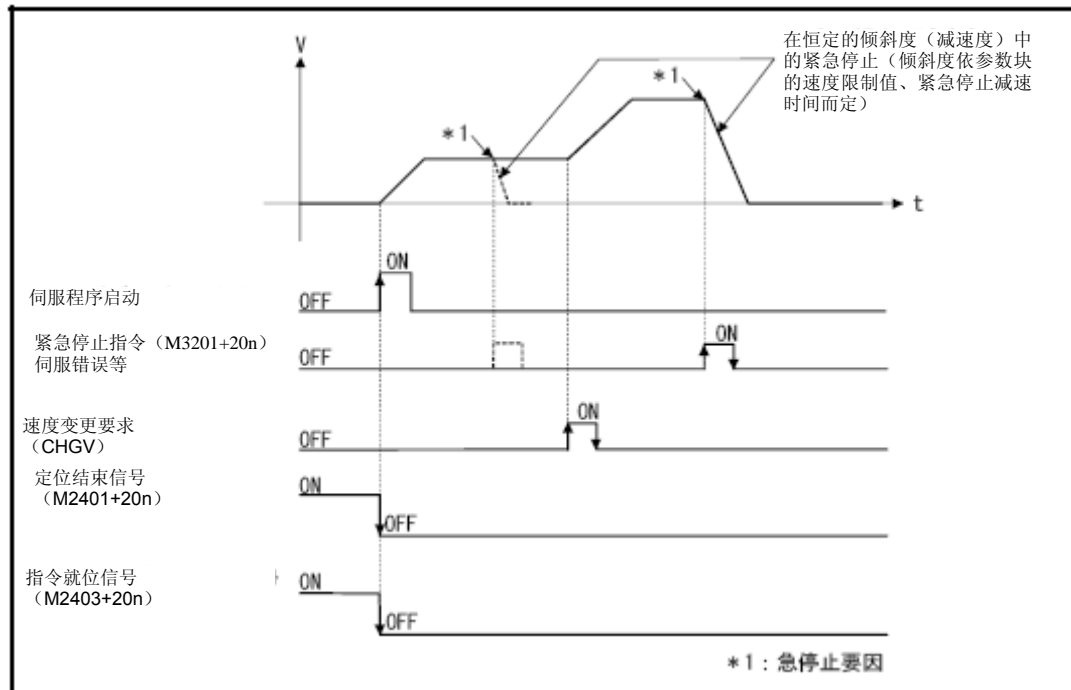 V
在恒定的倾斜度（减速度）中
的紧急停止（倾斜度依参数块
的速度限制值、紧急停止减速
时间而定）
*1
*1
t
伺服程序启动
OFF
ON
紧急停止指令（M3201+20n）
伺服错误等
OFF
ON
速度变更要求
（CHGV）
OFF
ON
定位结束信号
（M2401+20n）
ON
OFF
指令就位信号
（M2403+20n）
ON
OFF
*1：急停止要因